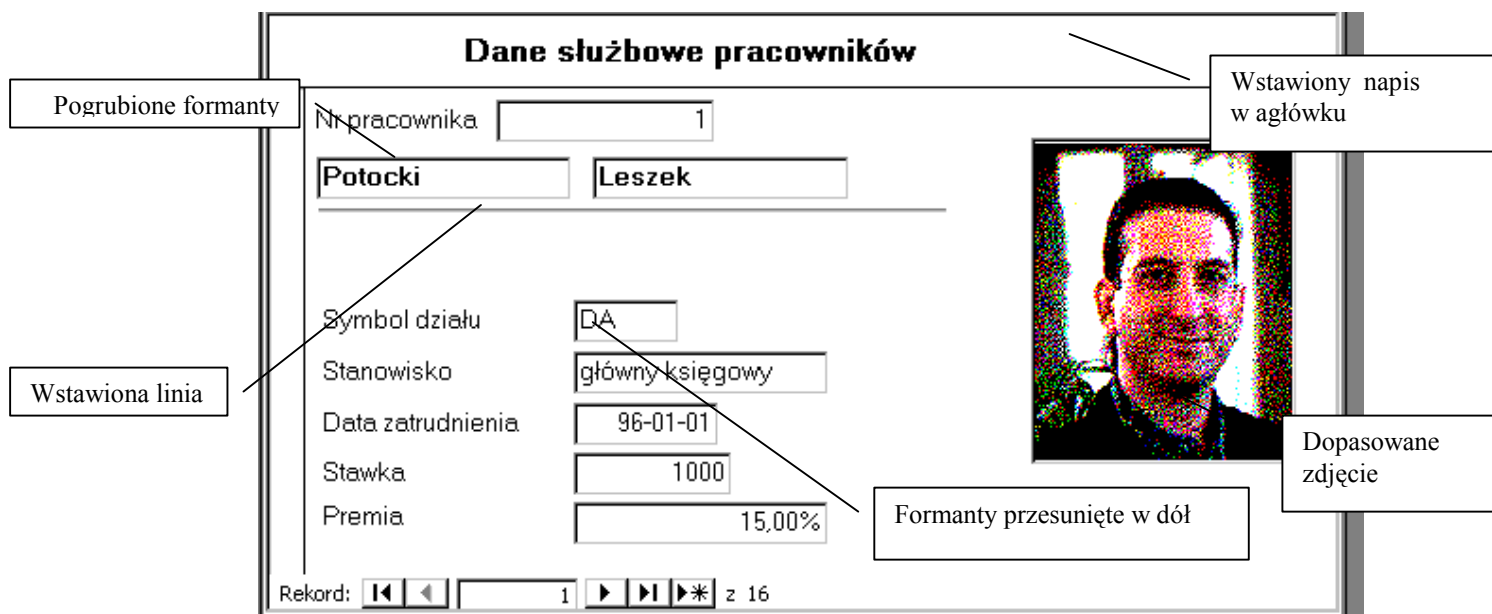 Dane służbowe pracowników
Wstawiony napis
w agłówku
Pogrubione formanty
Nr pracownika 1
Potocki Leszek
Symbol działu DA
Stanowisko główny księgowy
Wstawiona linia
Data zatrudnienia 96-01-01
Dopasowane
zdjęcie
Stawka 1000
Formanty przesunięte w dół
Premia 15,00%
Rekord: 1 z 16